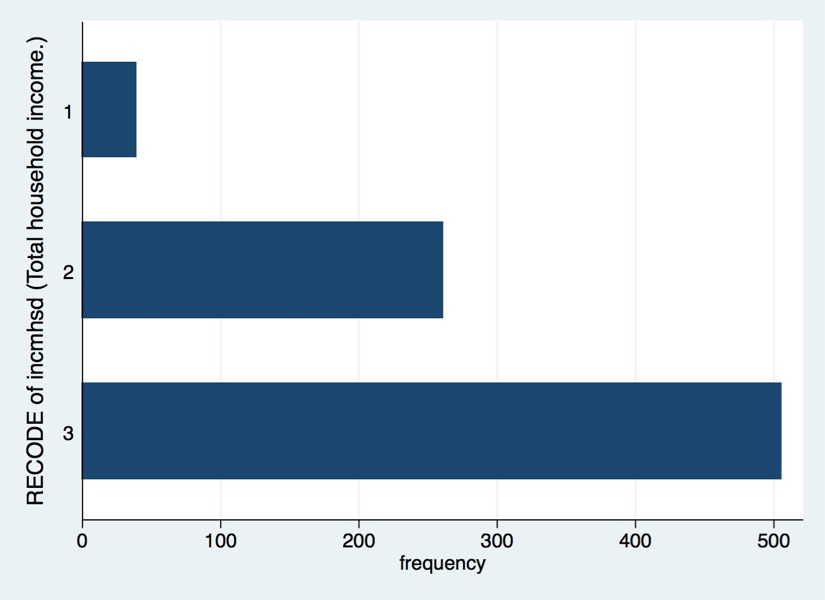 RECODE of incmhsd (Total household income.)
1
2
3
0 100 200 300 400 500
frequency